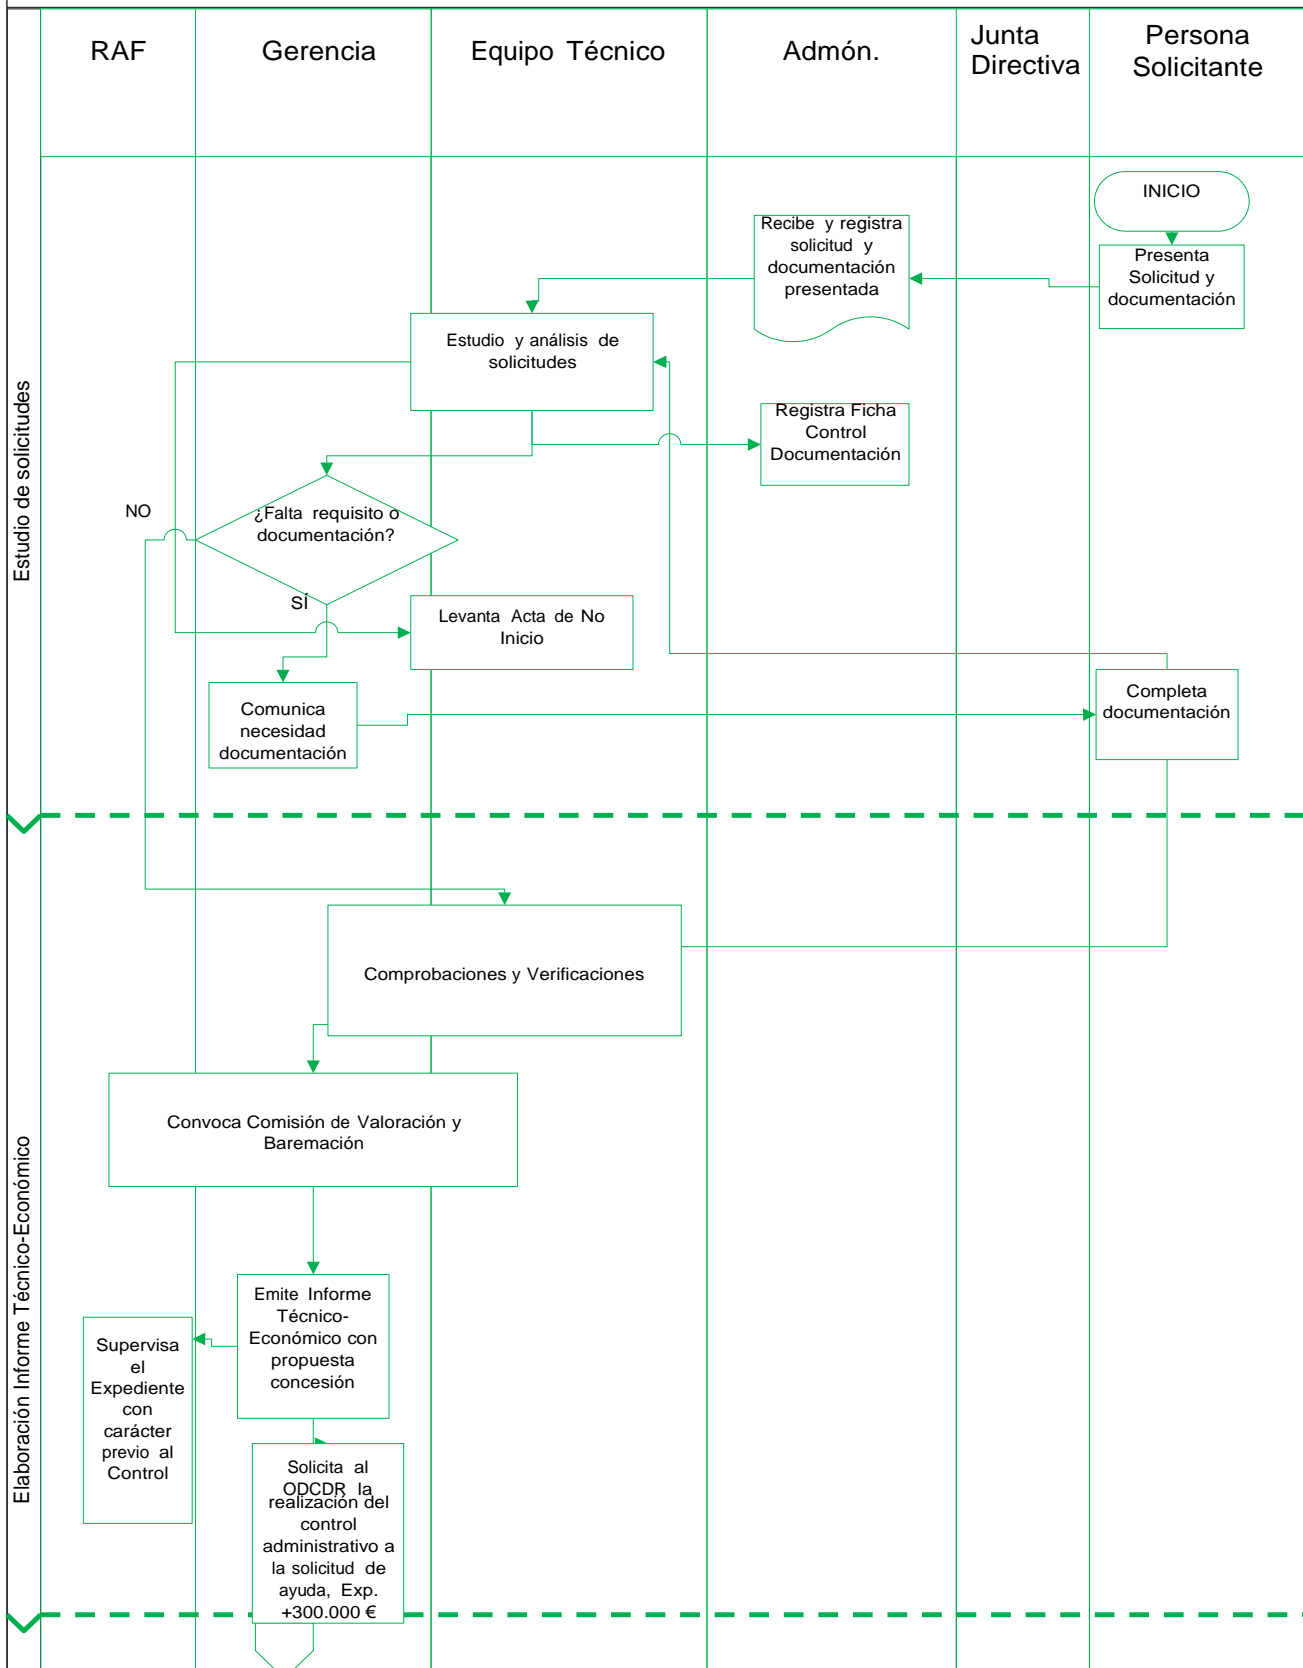 RAF
Gerencia
Equipo Técnico
Admón.
Junta
Directiva
Persona
Solicitante
Estudio de solicitudes
INICIO
Presenta
Solicitud y
documentación
Recibe y registra
solicitud y
documentación
presentada
Estudio y análisis de
solicitudes
Registra Ficha
Control
Documentación
NO
¿Falta requisito o
documentación?
SÍ
Levanta Acta de No
Inicio
Comunica
necesidad
documentación
Completa
documentación
Elaboración Informe Técnico-Económico
Comprobaciones y Verificaciones
Convoca Comisión de Valoración y
Baremación
Emite Informe
Técnico-
Económico con
propuesta
concesión
Supervisa
el
Expediente
con
carácter
previo al
Control
Solicita al
ODCDR la
realización del
control
administrativo a
la solicitud de
ayuda, Exp.
+300.000 €